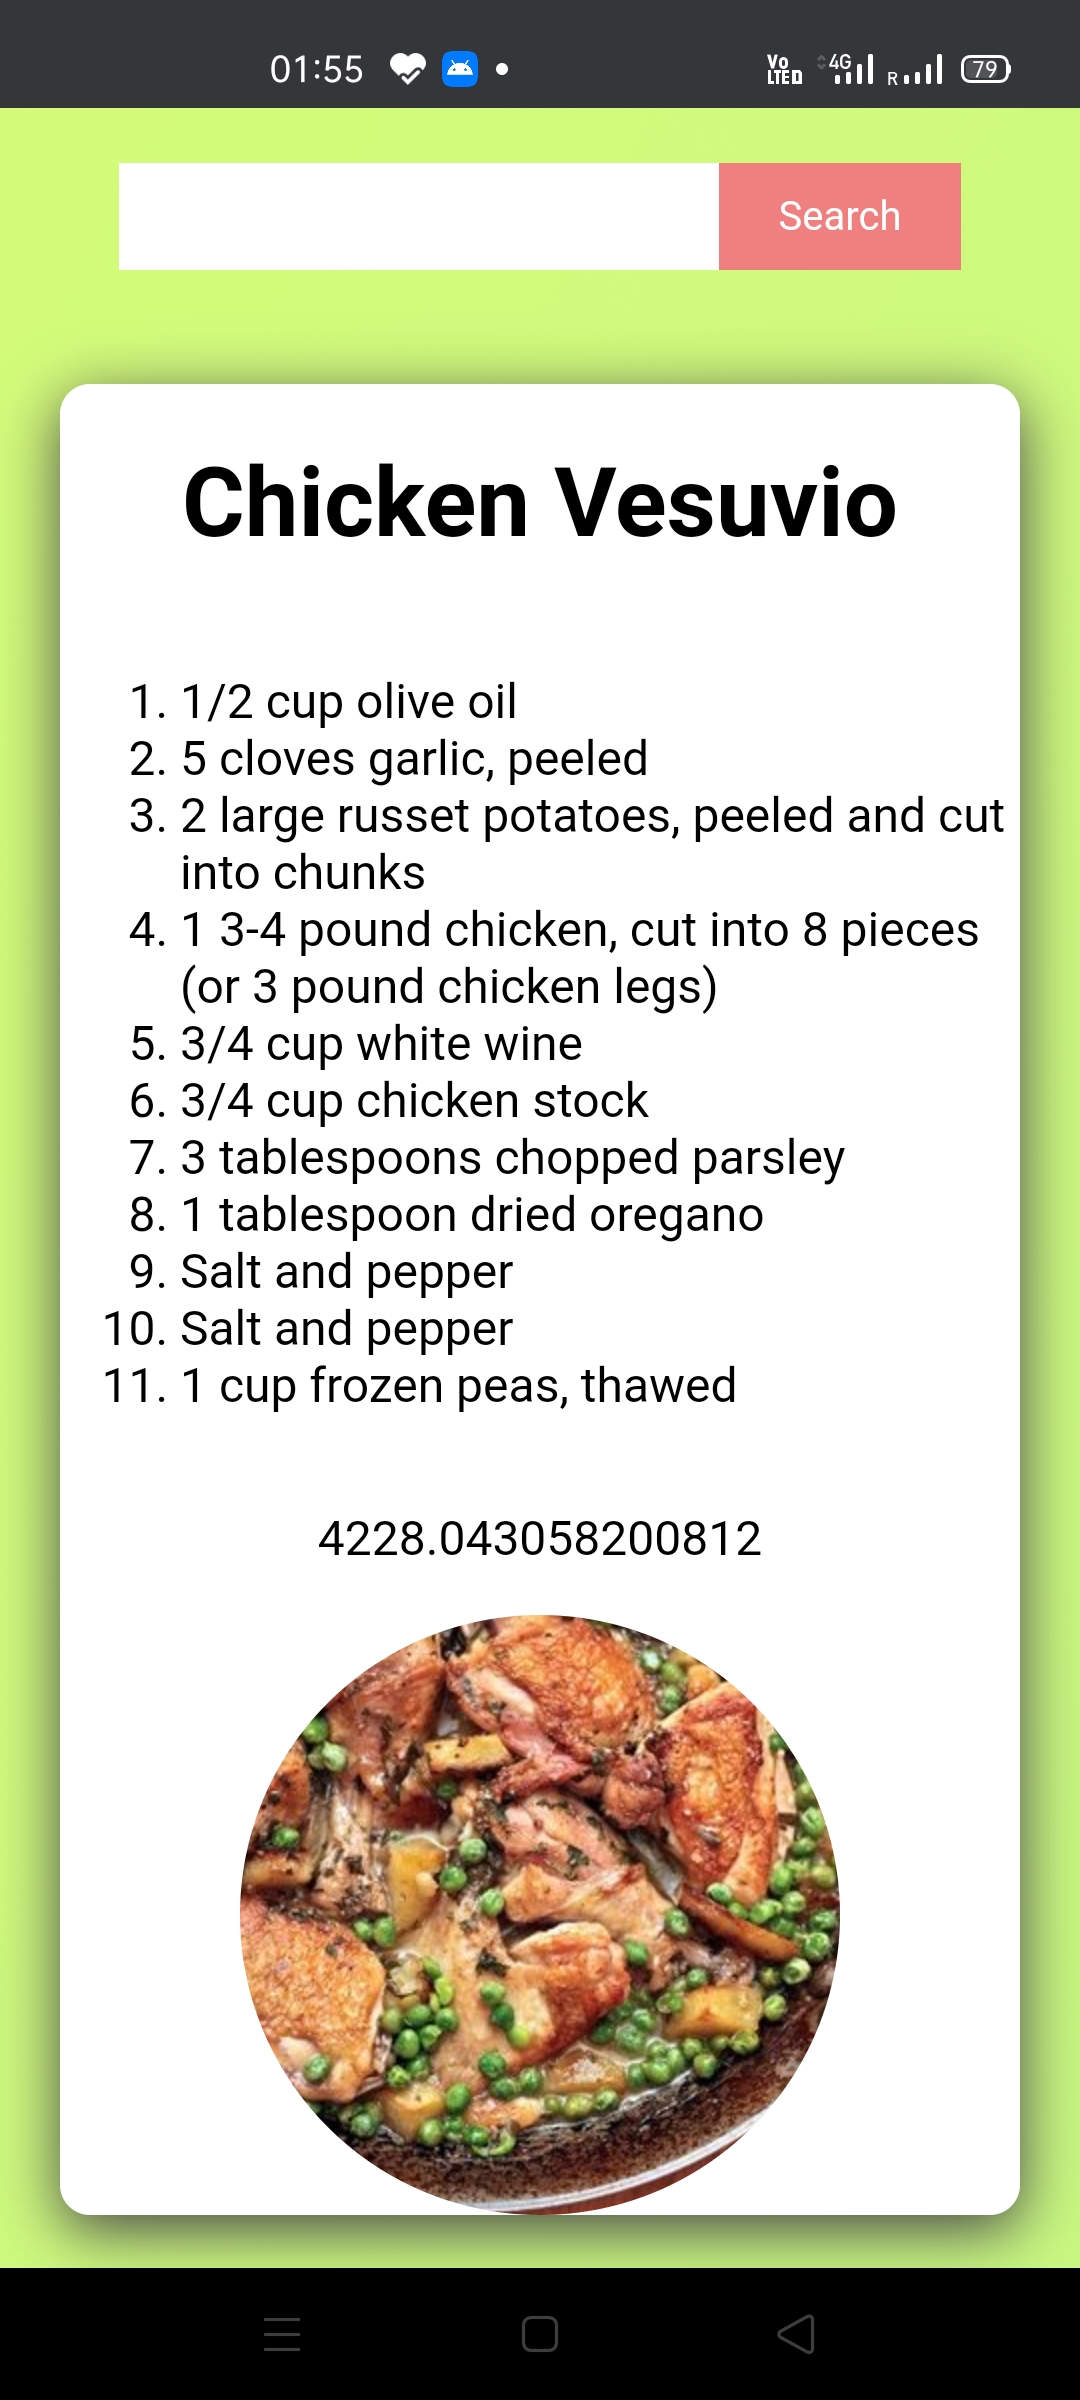 01:55
Vo LTED 4G R 79
Search
Chicken Vesuvio
1. 1/2 cup olive oil
2. 5 cloves garlic, peeled
3. 2 large russet potatoes, peeled and cut
into chunks
4. 1 3-4 pound chicken, cut into 8 pieces
(or 3 pound chicken legs)
5. 3/4 cup white wine
6. 3/4 cup chicken stock
7. 3 tablespoons chopped parsley
8. 1 tablespoon dried oregano
9. Salt and pepper
10. Salt and pepper
11. 1 cup frozen peas, thawed
4228.043058200812